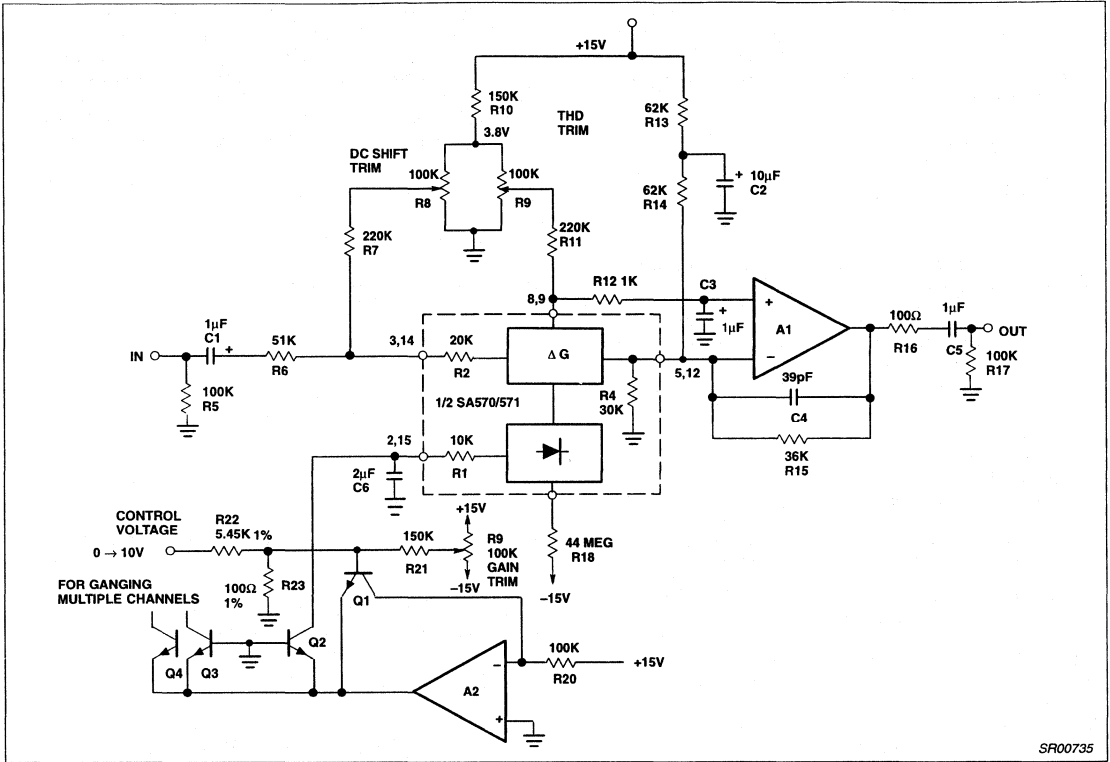 +15V
150K
R10
THD
TRIM
62K
R13
3.8V
DC SHIFT
TRIM
100K
R8
100K
R9
+ 10µF
C2
62K
R14
220K
R7
220K
R11
R12 1K
C3
8,9
+
1µF
+
A1
–
1µF
C1
+
51K
R6
3,14
20K
R2
Δ G
5,12
100Ω
R16
1µF
C5
OUT
IN
100K
R5
R4
30K
39pF
C4
100K
R17
1/2 SA570/571
36K
R15
2,15
10K
R1
2µF
C6
CONTROL
VOLTAGE
0 → 10V
R22
5.45K 1%
+15V
150K
R21
R9
100K
GAIN
TRIM
–15V
44 MEG
R18
–15V
FOR GANGING
MULTIPLE CHANNELS
100Ω
1%
R23
Q1
Q4
Q3
Q2
A2
–
+
100K
R20
+15V
SR00735